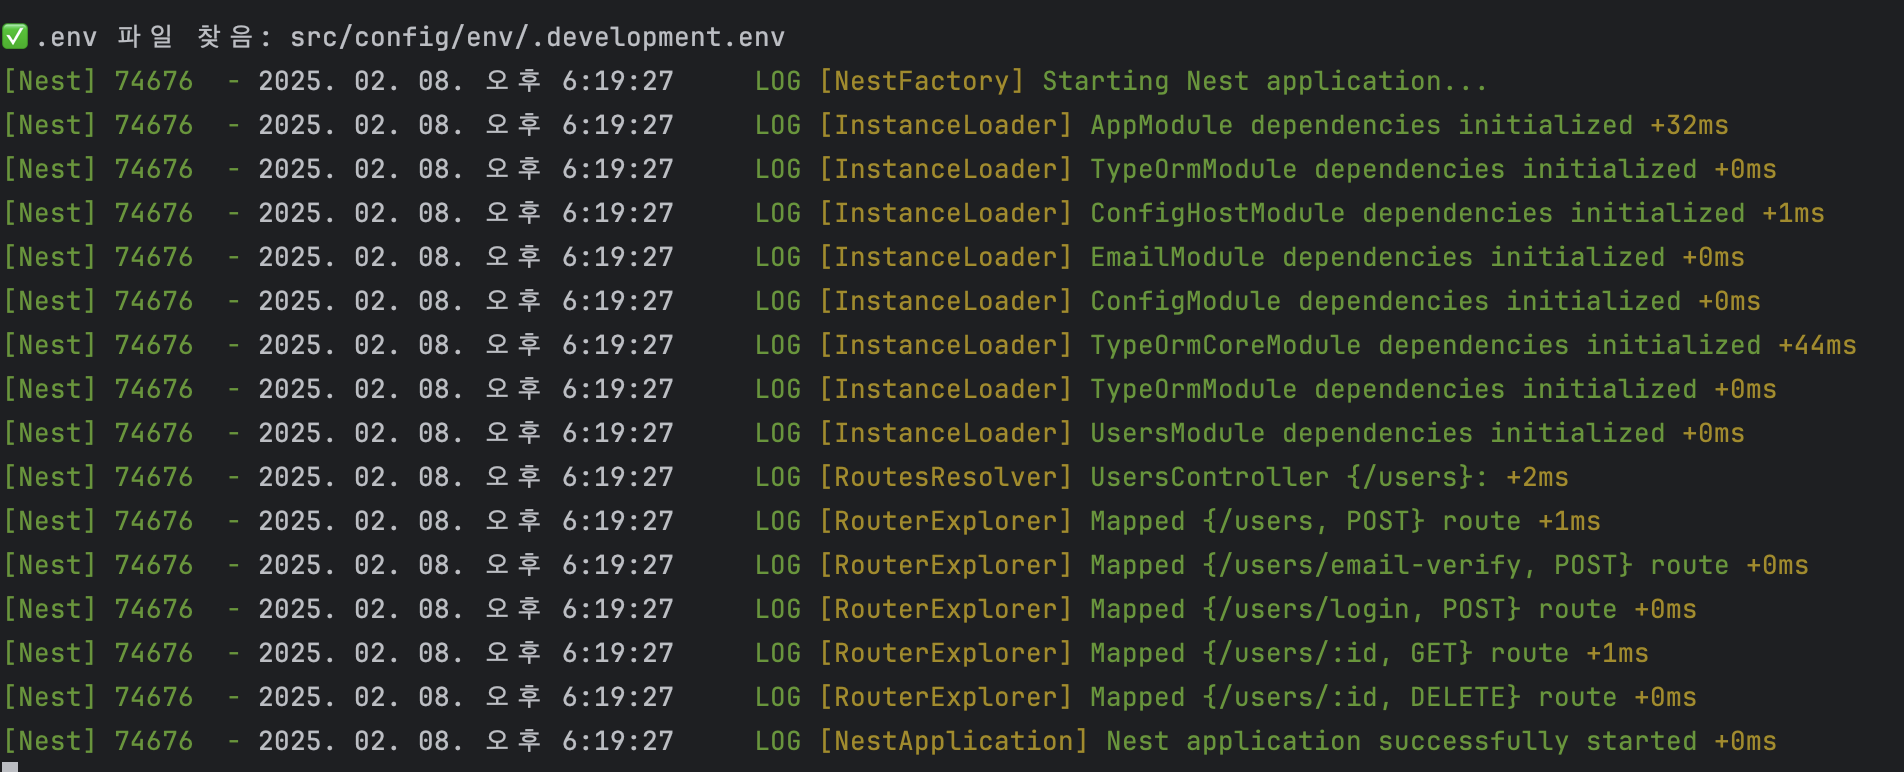 ✅.env 파일 찾음: src/config/env/.development.env
[Nest] 74676  - 2025. 02. 08. 오후 6:19:27     LOG [NestFactory] Starting Nest application...
[Nest] 74676  - 2025. 02. 08. 오후 6:19:27     LOG [InstanceLoader] AppModule dependencies initialized +32ms
[Nest] 74676  - 2025. 02. 08. 오후 6:19:27     LOG [InstanceLoader] TypeOrmModule dependencies initialized +0ms
[Nest] 74676  - 2025. 02. 08. 오후 6:19:27     LOG [InstanceLoader] ConfigHostModule dependencies initialized +1ms
[Nest] 74676  - 2025. 02. 08. 오후 6:19:27     LOG [InstanceLoader] EmailModule dependencies initialized +0ms
[Nest] 74676  - 2025. 02. 08. 오후 6:19:27     LOG [InstanceLoader] ConfigModule dependencies initialized +0ms
[Nest] 74676  - 2025. 02. 08. 오후 6:19:27     LOG [InstanceLoader] TypeOrmCoreModule dependencies initialized +44ms
[Nest] 74676  - 2025. 02. 08. 오후 6:19:27     LOG [InstanceLoader] TypeOrmModule dependencies initialized +0ms
[Nest] 74676  - 2025. 02. 08. 오후 6:19:27     LOG [InstanceLoader] UsersModule dependencies initialized +0ms
[Nest] 74676  - 2025. 02. 08. 오후 6:19:27     LOG [RoutesResolver] UsersController {/users}: +2ms
[Nest] 74676  - 2025. 02. 08. 오후 6:19:27     LOG [RouterExplorer] Mapped {/users, POST} route +1ms
[Nest] 74676  - 2025. 02. 08. 오후 6:19:27     LOG [RouterExplorer] Mapped {/users/email-verify, POST} route +0ms
[Nest] 74676  - 2025. 02. 08. 오후 6:19:27     LOG [RouterExplorer] Mapped {/users/login, POST} route +0ms
[Nest] 74676  - 2025. 02. 08. 오후 6:19:27     LOG [RouterExplorer] Mapped {/users/:id, GET} route +1ms
[Nest] 74676  - 2025. 02. 08. 오후 6:19:27     LOG [RouterExplorer] Mapped {/users/:id, DELETE} route +0ms
[Nest] 74676  - 2025. 02. 08. 오후 6:19:27     LOG [NestApplication] Nest application successfully started +0ms